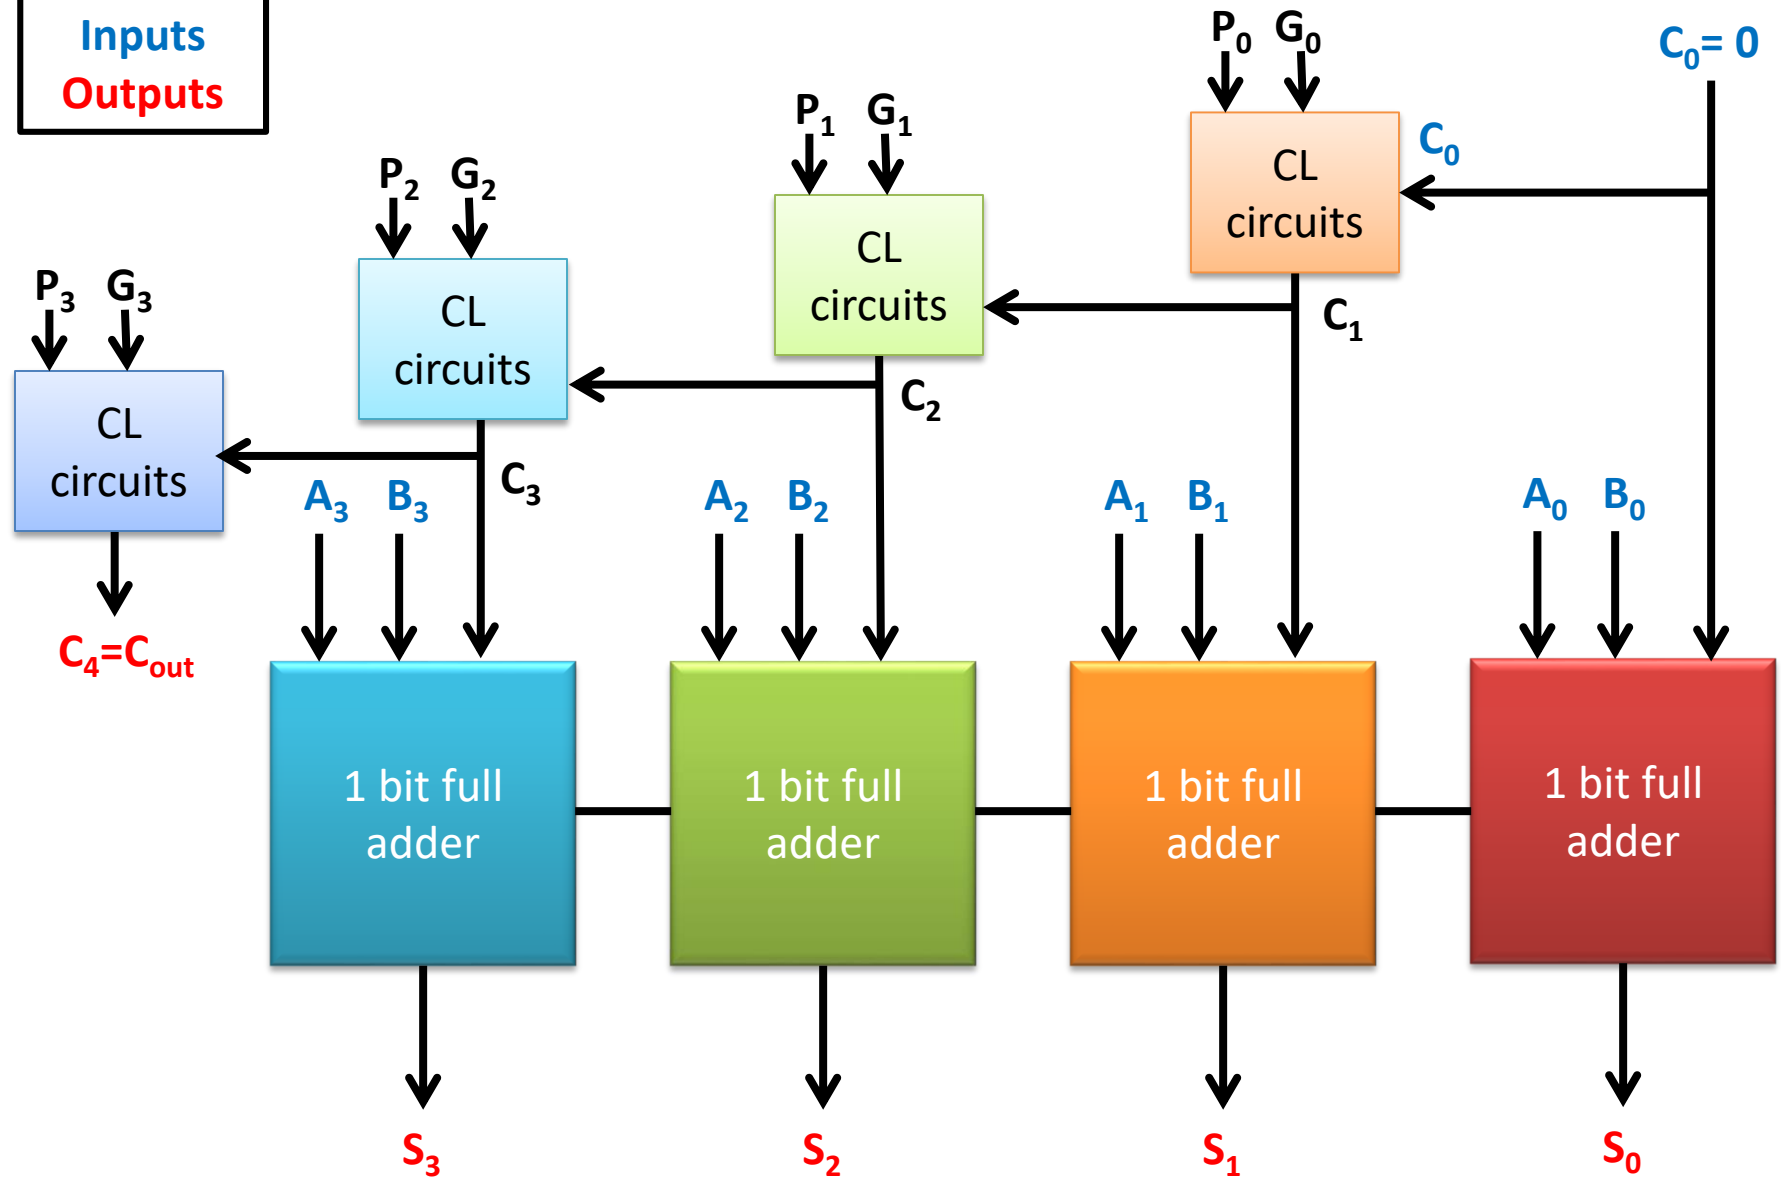 Inputs
Outputs
P₀ G₀
C₀= 0
P₁ G₁
CL
circuits
C₀
P₂ G₂
CL
circuits
C₁
P₃ G₃
CL
circuits
C₂
CL
circuits
C₃
A₃ B₃
A₂ B₂
A₁ B₁
A₀ B₀
C₄=Cout
1 bit full
adder
1 bit full
adder
1 bit full
adder
1 bit full
adder
S₃
S₂
S₁
S₀